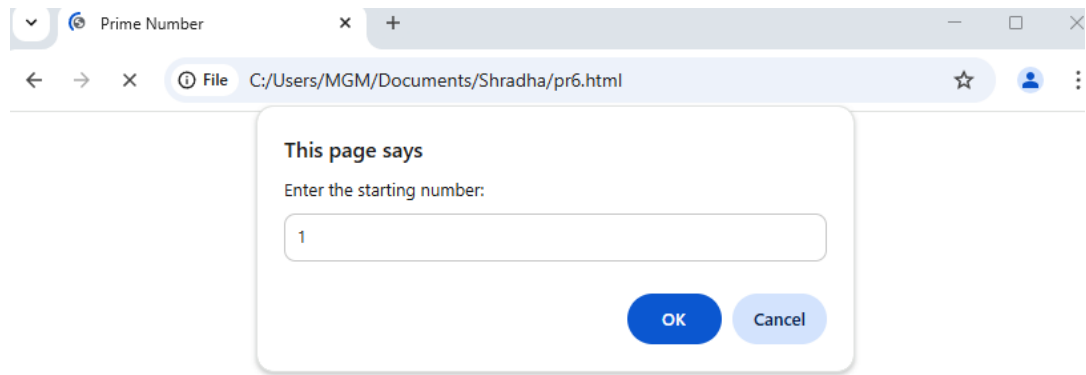 Prime Number
File C:/Users/MGM/Documents/Shradha/pr6.html
This page says
Enter the starting number:
1
OK Cancel